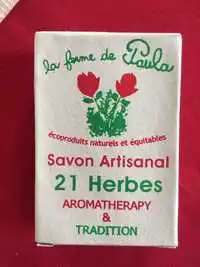 la ferme de Paula
écoproduits naturels et équitables
Savon Artisanal
21 Herbes
AROMATHERAPY
&
TRADITION